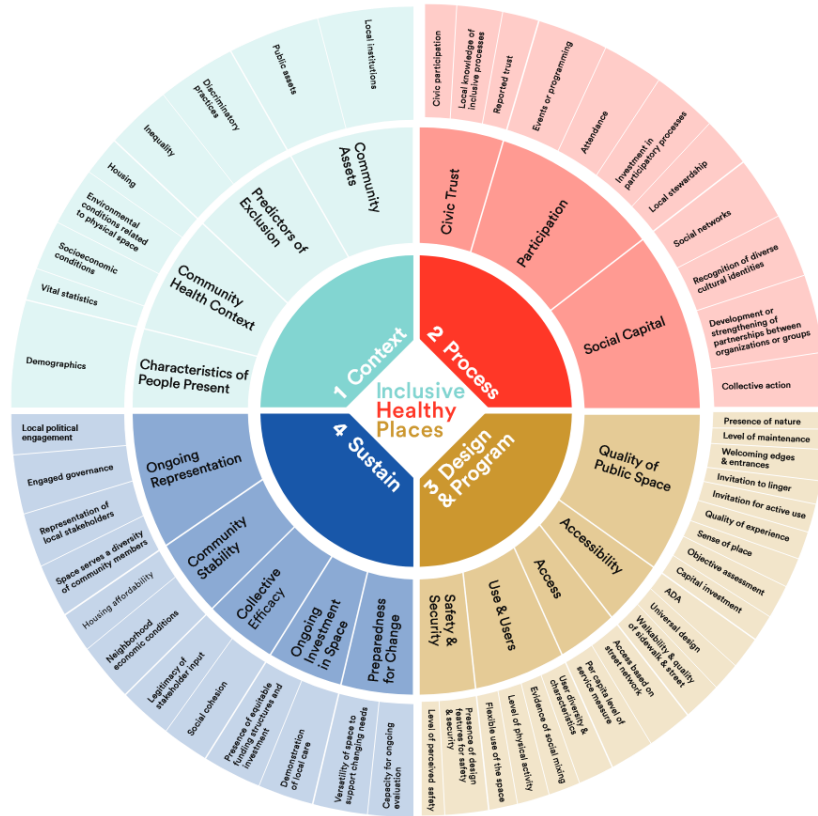 Inclusive
Healthy
Places
1 Context
Community
Assets
Local institutions
Public assets
Predictors of
Exclusion
Discriminatory
practices
Inequality
Community
Health Context
Housing
Environmental
conditions related
to physical space
Socioeconomic
conditions
Vital statistics
Characteristics of
People Present
Demographics
2 Process
Civic Trust
Civic participation
Local knowledge of
inclusive processes
Reported trust
Participation
Events or programming
Attendance
Investment in
participatory processes
Local stewardship
Social Capital
Social networks
Recognition of diverse
cultural identities
Development or
strengthening of
partnerships between
organizations or groups
Collective action
3 Design
& Program
Quality of
Public Space
Presence of nature
Level of maintenance
Welcoming edges
& entrances
Invitation to linger
Invitation for active use
Quality of experience
Sense of place
Objective assessment
Capital investment
Accessibility
ADA
Universal design
Walkability & quality
of sidewalk & street
Access
Access based on
street network
Per capita level of
service measure
Use & Users
User diversity &
characteristics
Evidence of social mixing
Level of physical activity
Flexible use of the space
Safety &
Security
Presence of design
features for safety
& security
Level of perceived safety
4 Sustain
Ongoing
Representation
Local political
engagement
Engaged governance
Representation of
local stakeholders
Space serves a diversity
of community members
Community
Stability
Housing affordability
Neighborhood
economic conditions
Collective
Efficacy
Legitimacy of
stakeholder input
Social cohesion
Ongoing
Investment
in Space
Presence of equitable
funding structures and
investment
Demonstration
of local care
Preparedness
for Change
Versatility of space to
support changing needs
Capacity for ongoing
evaluation